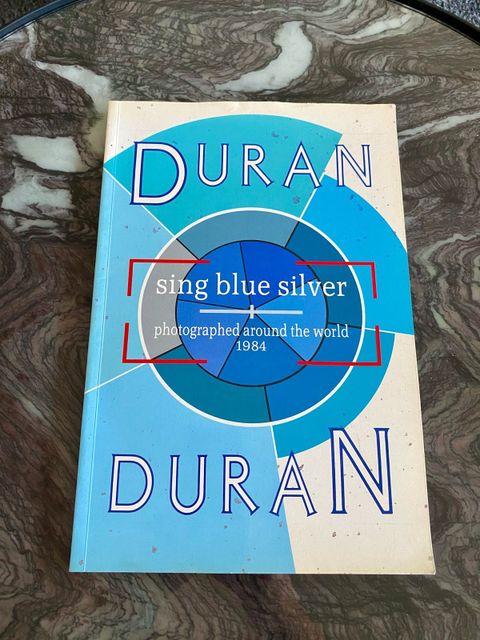 DURAN
sing blue silver
photographed around the world
1984
DURAN